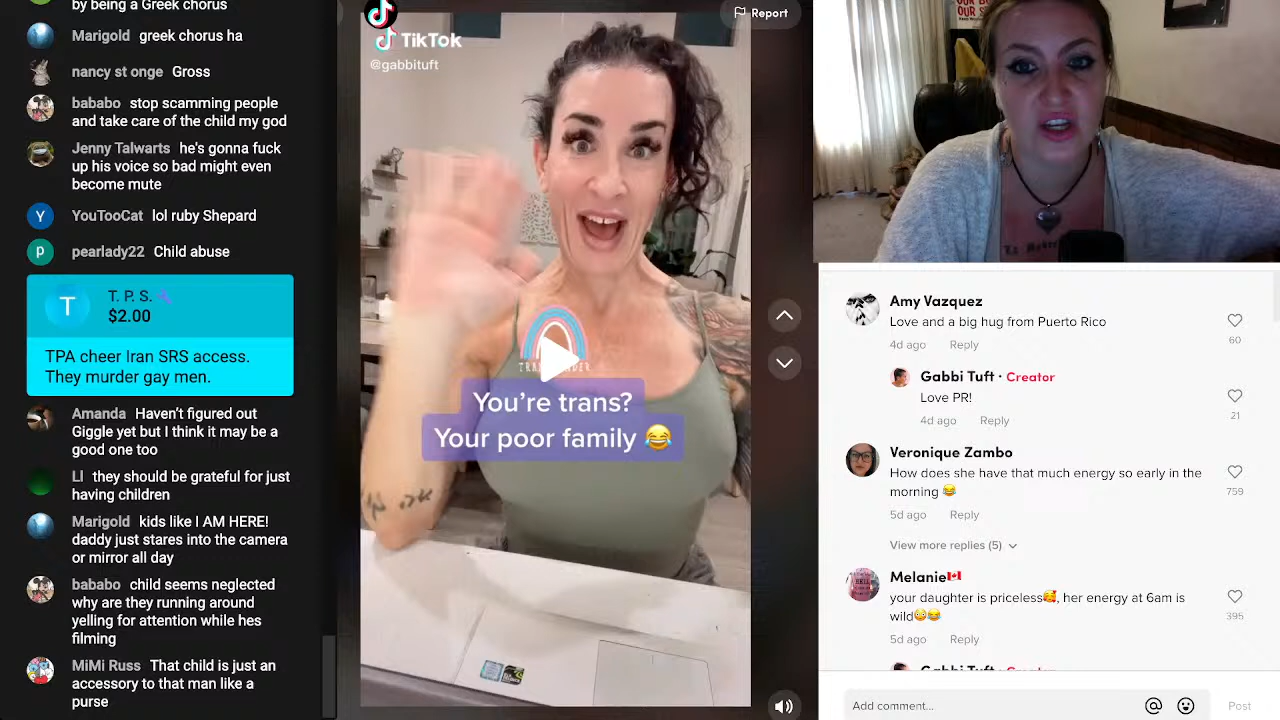 by being a Greek chorus
Marigold greek chorus ha
nancy st onge Gross
bababo stop scamming people
and take care of the child my god
Jenny Talwarts he's gonna fuck
up his voice so bad might even
become mute
Y
YouTooCat lol ruby Shepard
p
pearlady22 Child abuse
T
T. P. S.
$2.00
TPA cheer Iran SRS access.
They murder gay men.
Amanda Haven't figured out
Giggle yet but I think it may be a
good one too
LI they should be grateful for just
having children
Marigold kids like I AM HERE!
daddy just stares into the camera
or mirror all day
bababo child seems neglected
why are they running around
yelling for attention while hes
filming
MiMi Russ That child is just an
accessory to that man like a
purse
TikTok
@gabbituft
Report
You're trans?
Your poor family 😂
Amy Vazquez
Love and a big hug from Puerto Rico
60
4d ago Reply
Gabbi Tuft · Creator
Love PR!
21
4d ago Reply
Veronique Zambo
How does she have that much energy so early in the
morning 😂
759
5d ago Reply
View more replies (5)
Melanie🇨🇦
your daughter is priceless🥰, her energy at 6am is
wild😳😂
395
5d ago Reply
Gabbi Tuft · Creator
Add comment...
@
Post